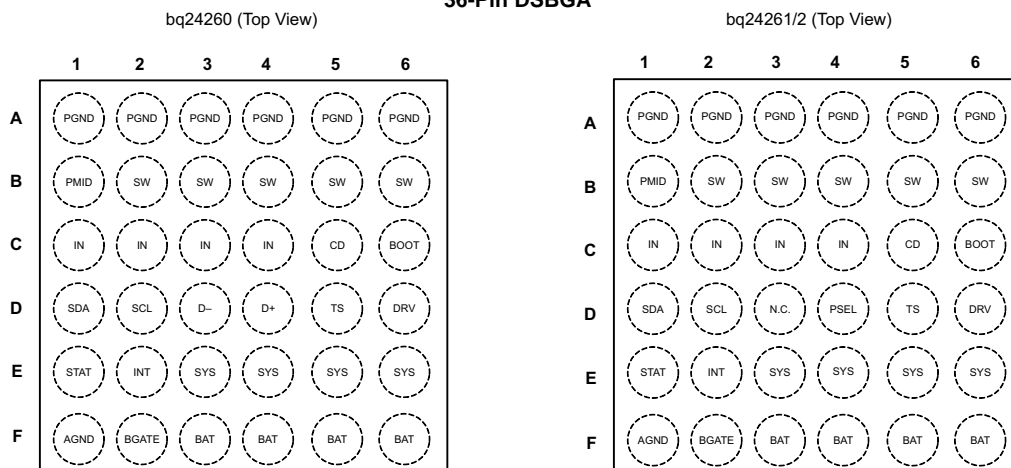 36-Pin DSBGA
bq24260 (Top View)
1 2 3 4 5 6
A PGND PGND PGND PGND PGND PGND
B PMID SW SW SW SW SW
C IN IN IN IN CD BOOT
D SDA SCL D– D+ TS DRV
E STAT INT SYS SYS SYS SYS
F AGND BGATE BAT BAT BAT BAT
bq24261/2 (Top View)
1 2 3 4 5 6
A PGND PGND PGND PGND PGND PGND
B PMID SW SW SW SW SW
C IN IN IN IN CD BOOT
D SDA SCL N.C. PSEL TS DRV
E STAT INT SYS SYS SYS SYS
F AGND BGATE BAT BAT BAT BAT